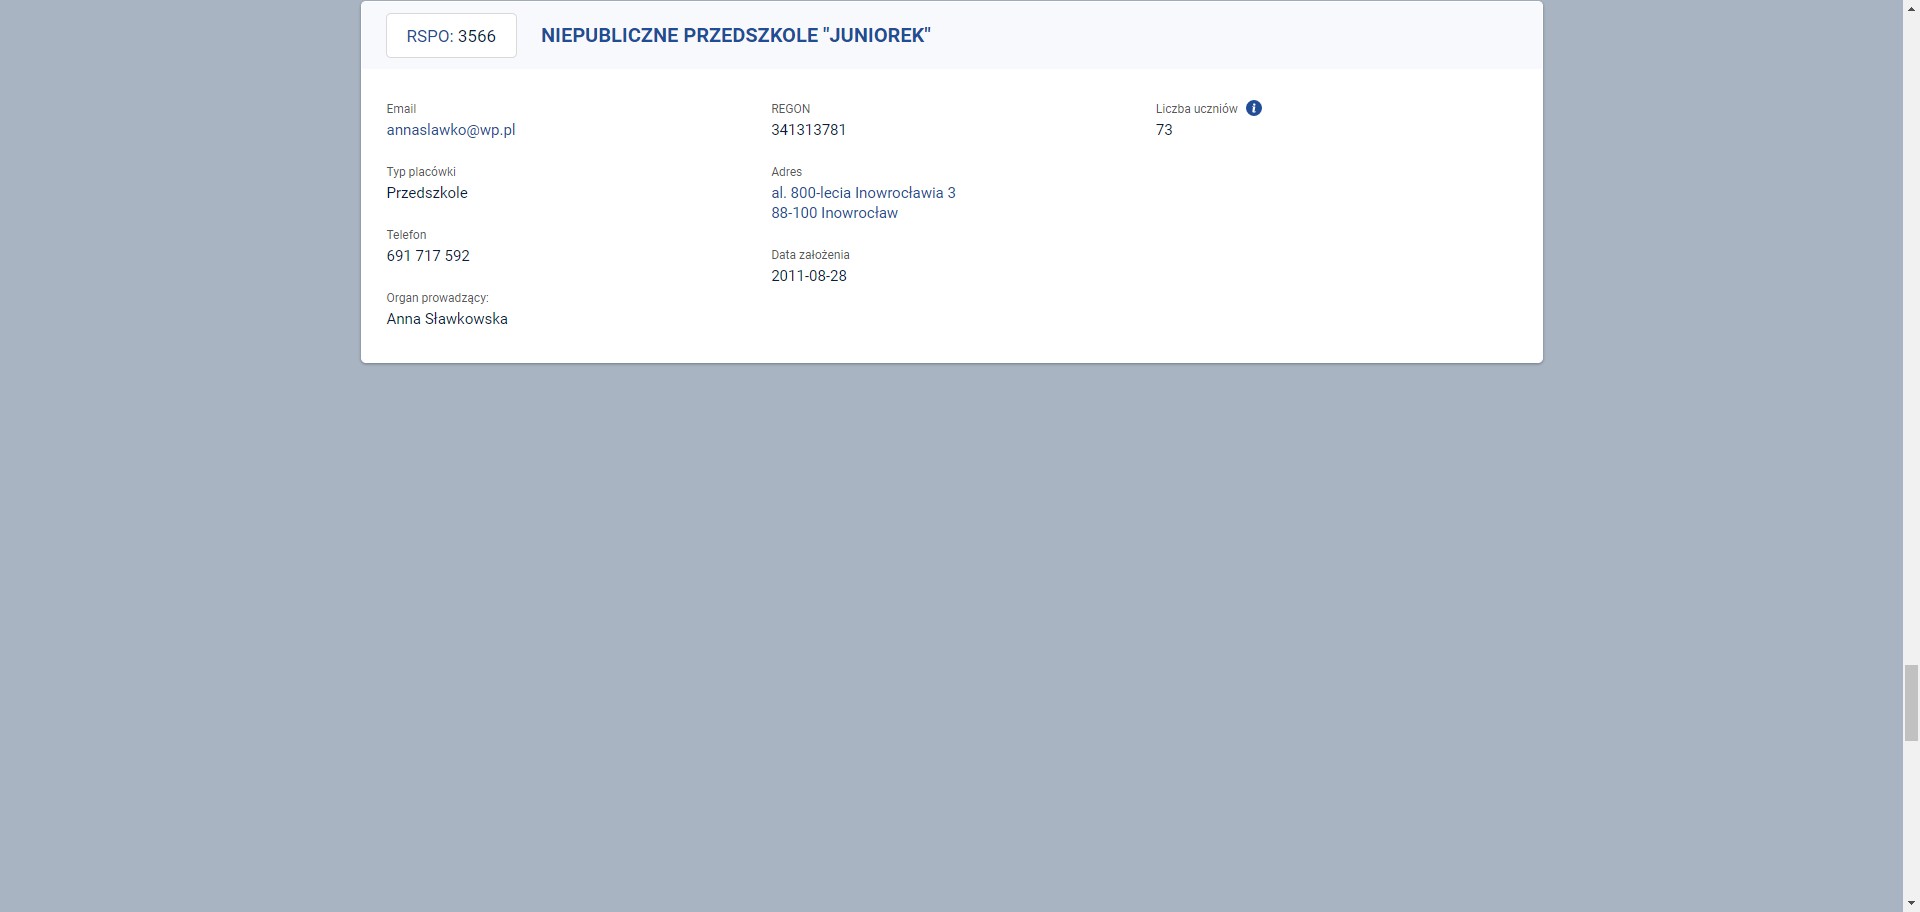 RSPO: 3566
NIEPUBLICZNE PRZEDSZKOLE "JUNIOREK"
Email
annaslawko@wp.pl
Typ placówki
Przedszkole
Telefon
691 717 592
Organ prowadzący:
Anna Sławkowska
REGON
341313781
Adres
al. 800-lecia Inowrocławia 3
88-100 Inowrocław
Data założenia
2011-08-28
Liczba uczniów i
73